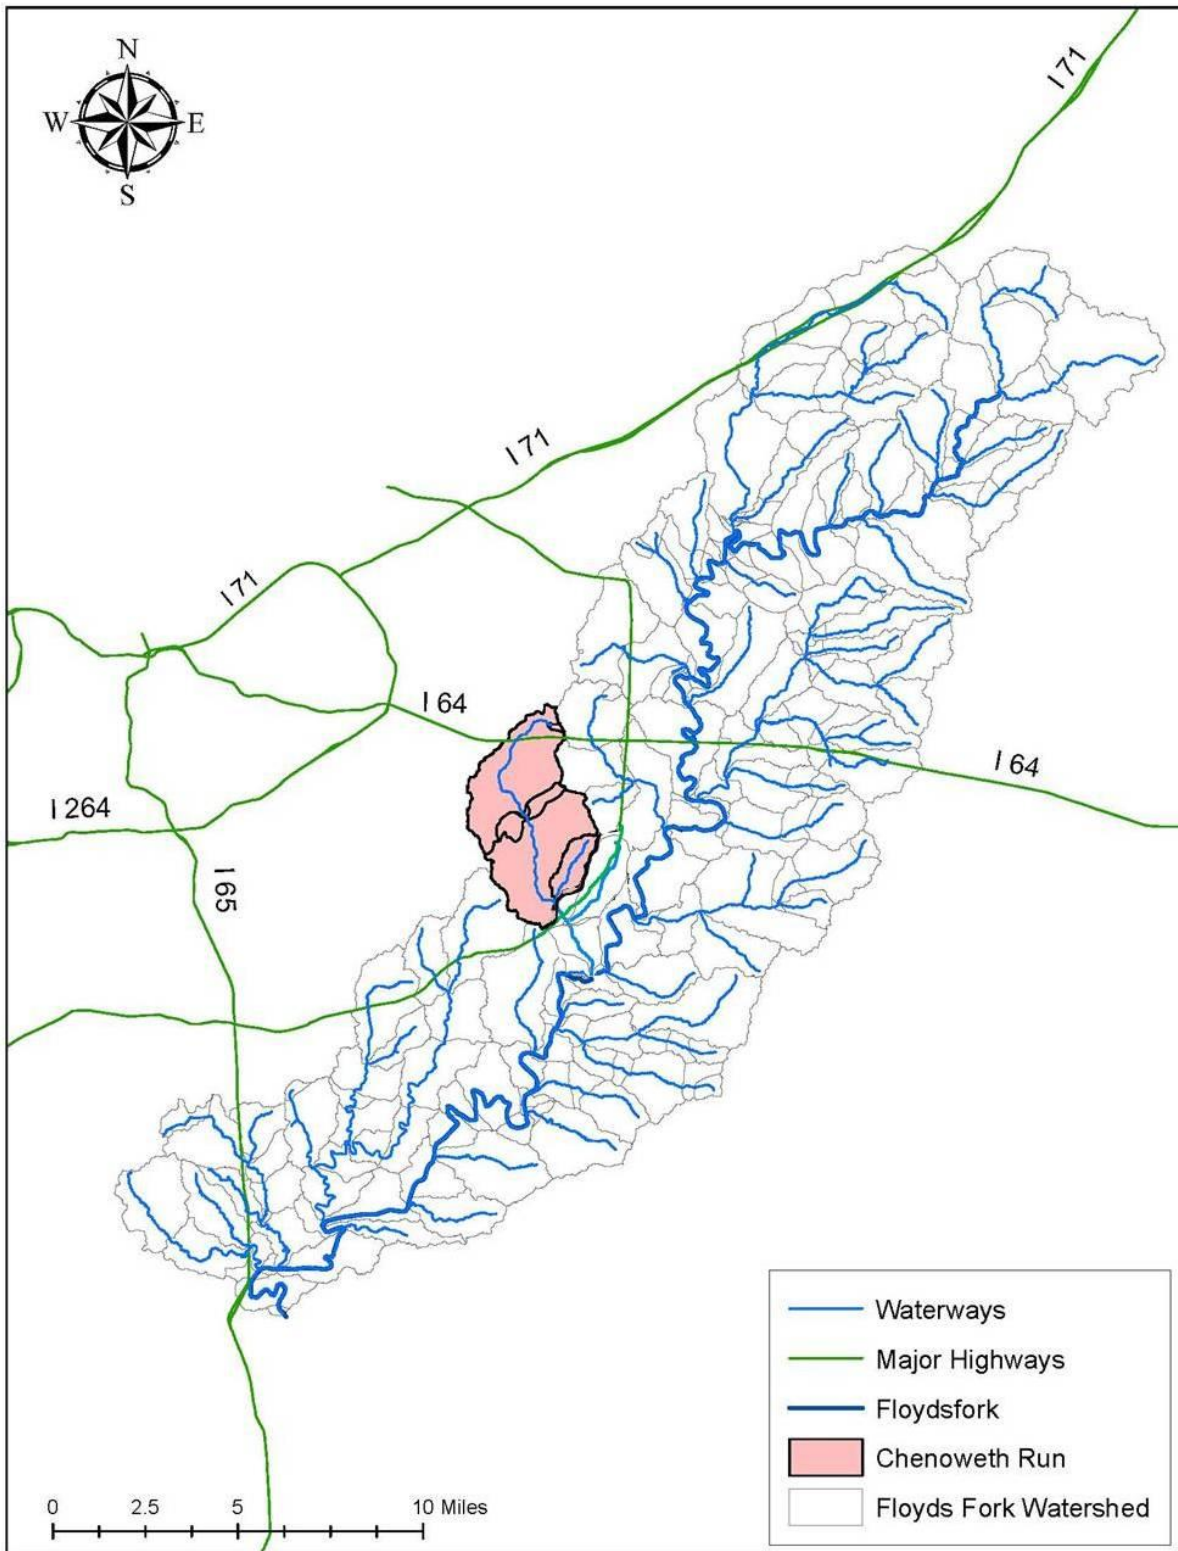 N
W E
S
I 71
I 71
I 71
I 64
I 64
I 264
I 65
Waterways
Major Highways
Floydsfork
Chenoweth Run
Floyds Fork Watershed
0 2.5 5 10 Miles